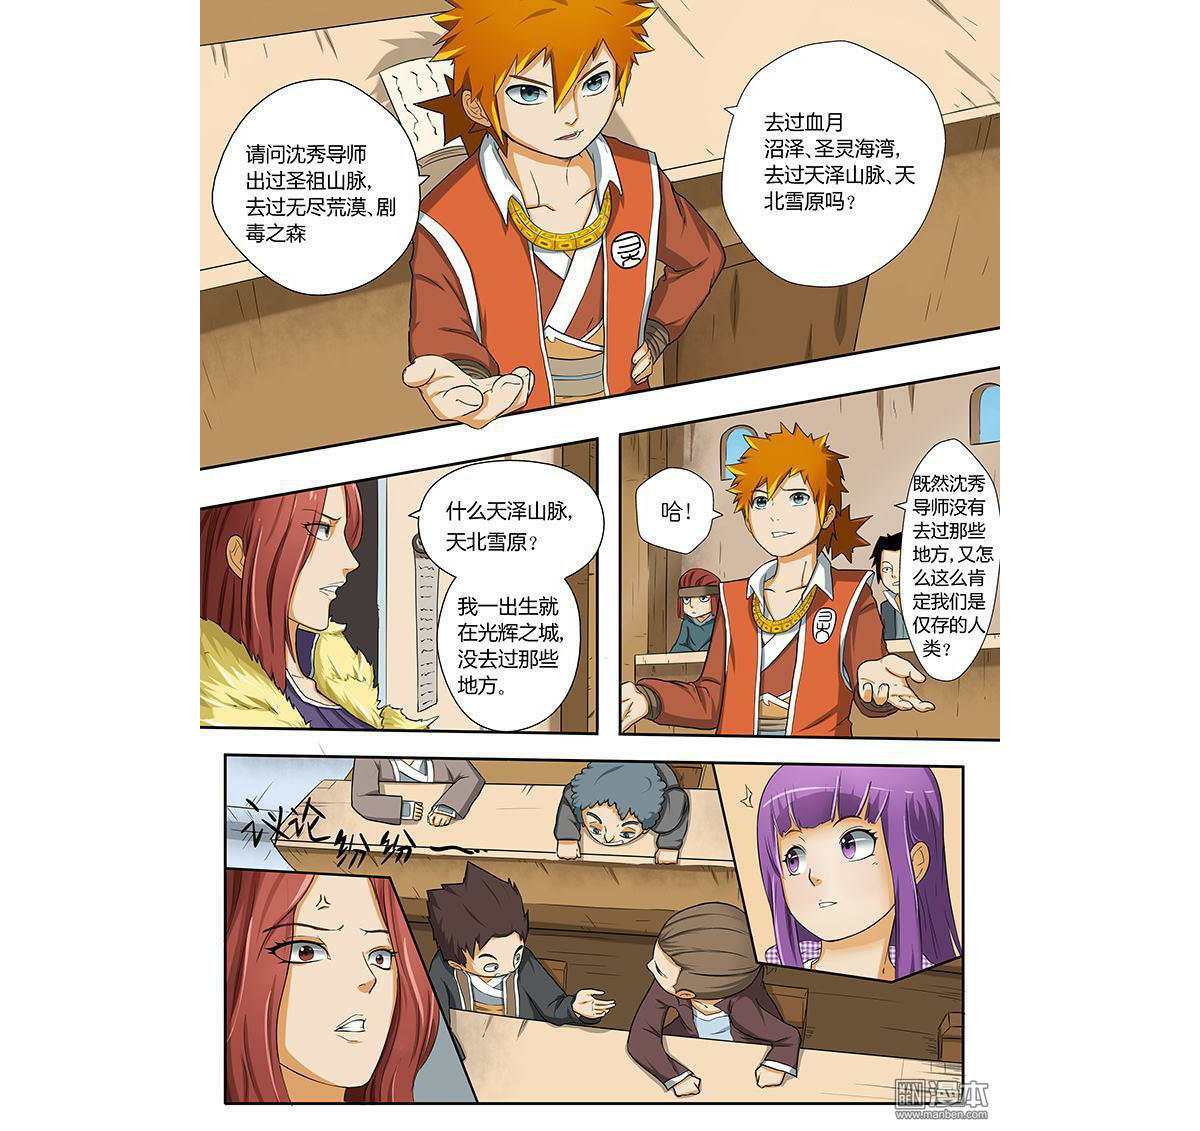 请问沈秀导师
出过圣祖山脉,
去过无尽荒漠、剧
毒之森
去过血月
沼泽、圣灵海湾,
去过天泽山脉、天
北雪原吗?
什么天泽山脉,
天北雪原?
我一出生就
在光辉之城,
没去过那些
地方。
哈!
既然沈秀
导师没有
去过那些
地方,又怎
么这么肯
定我们是
仅存的人
类?
议论
纷纷一
漫本
www.manben.com